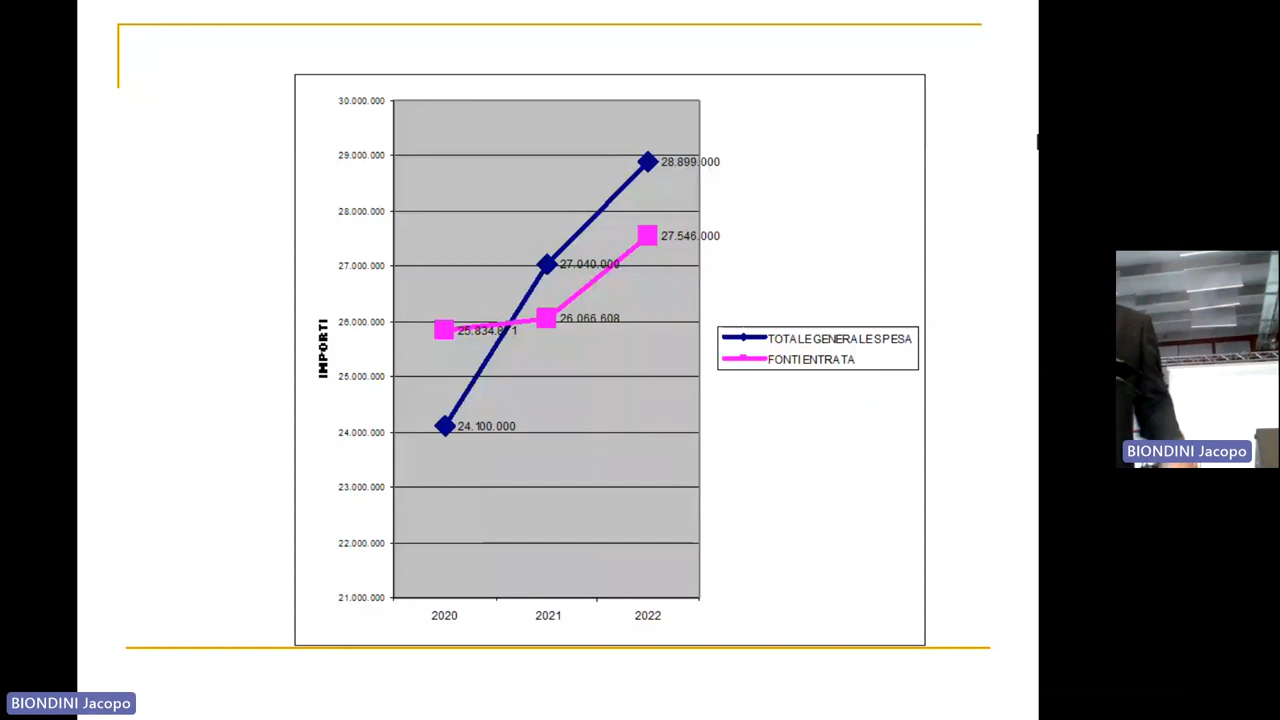 30.000.000
29.000.000
28.899.000
28.000.000
27.546.000
27.000.000
27.040.000
26.000.000
26.066.608
IMPORTI
TOTALE GENERALE SPESA
FONTI ENTRATA
25.000.000
24.100.000
24.000.000
BIONDINI Jacopo
23.000.000
22.000.000
21.000.000
2020 2021 2022
BIONDINI Jacopo